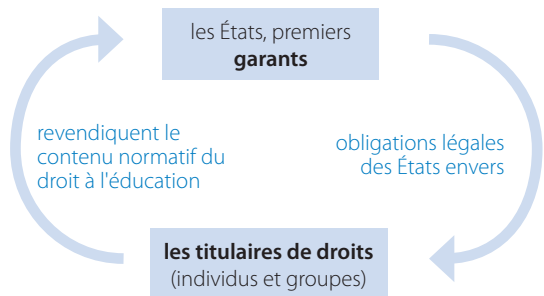 les États, premiers
garants
revendiquent le
contenu normatif du
droit à l'éducation
obligations légales
des États envers
les titulaires de droits
(individus et groupes)